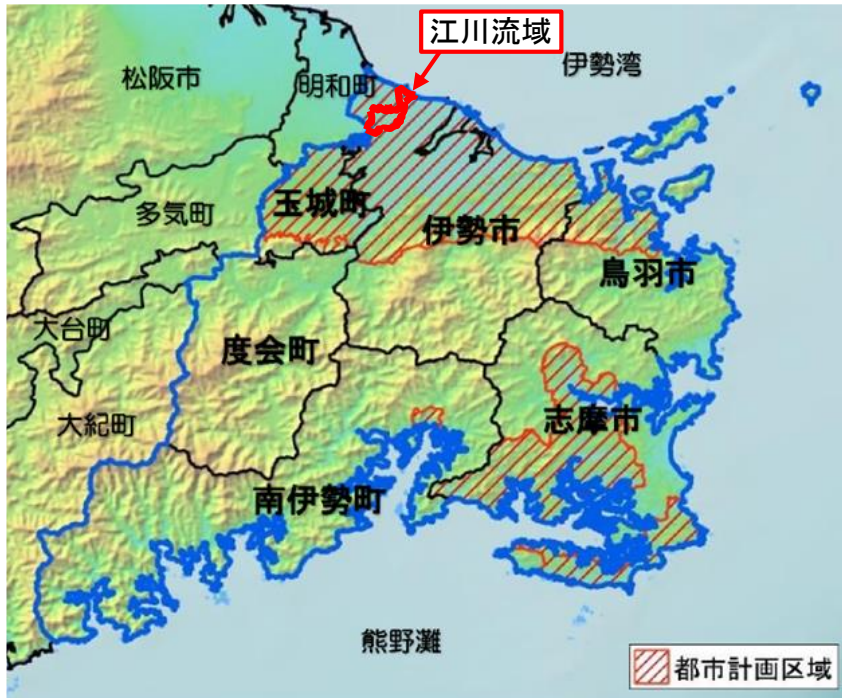 江川流域
伊勢湾
松阪市
明和町
玉城町
多気町
伊勢市
鳥羽市
大台町
度会町
大紀町
志摩市
南伊勢町
熊野灘
都市計画区域